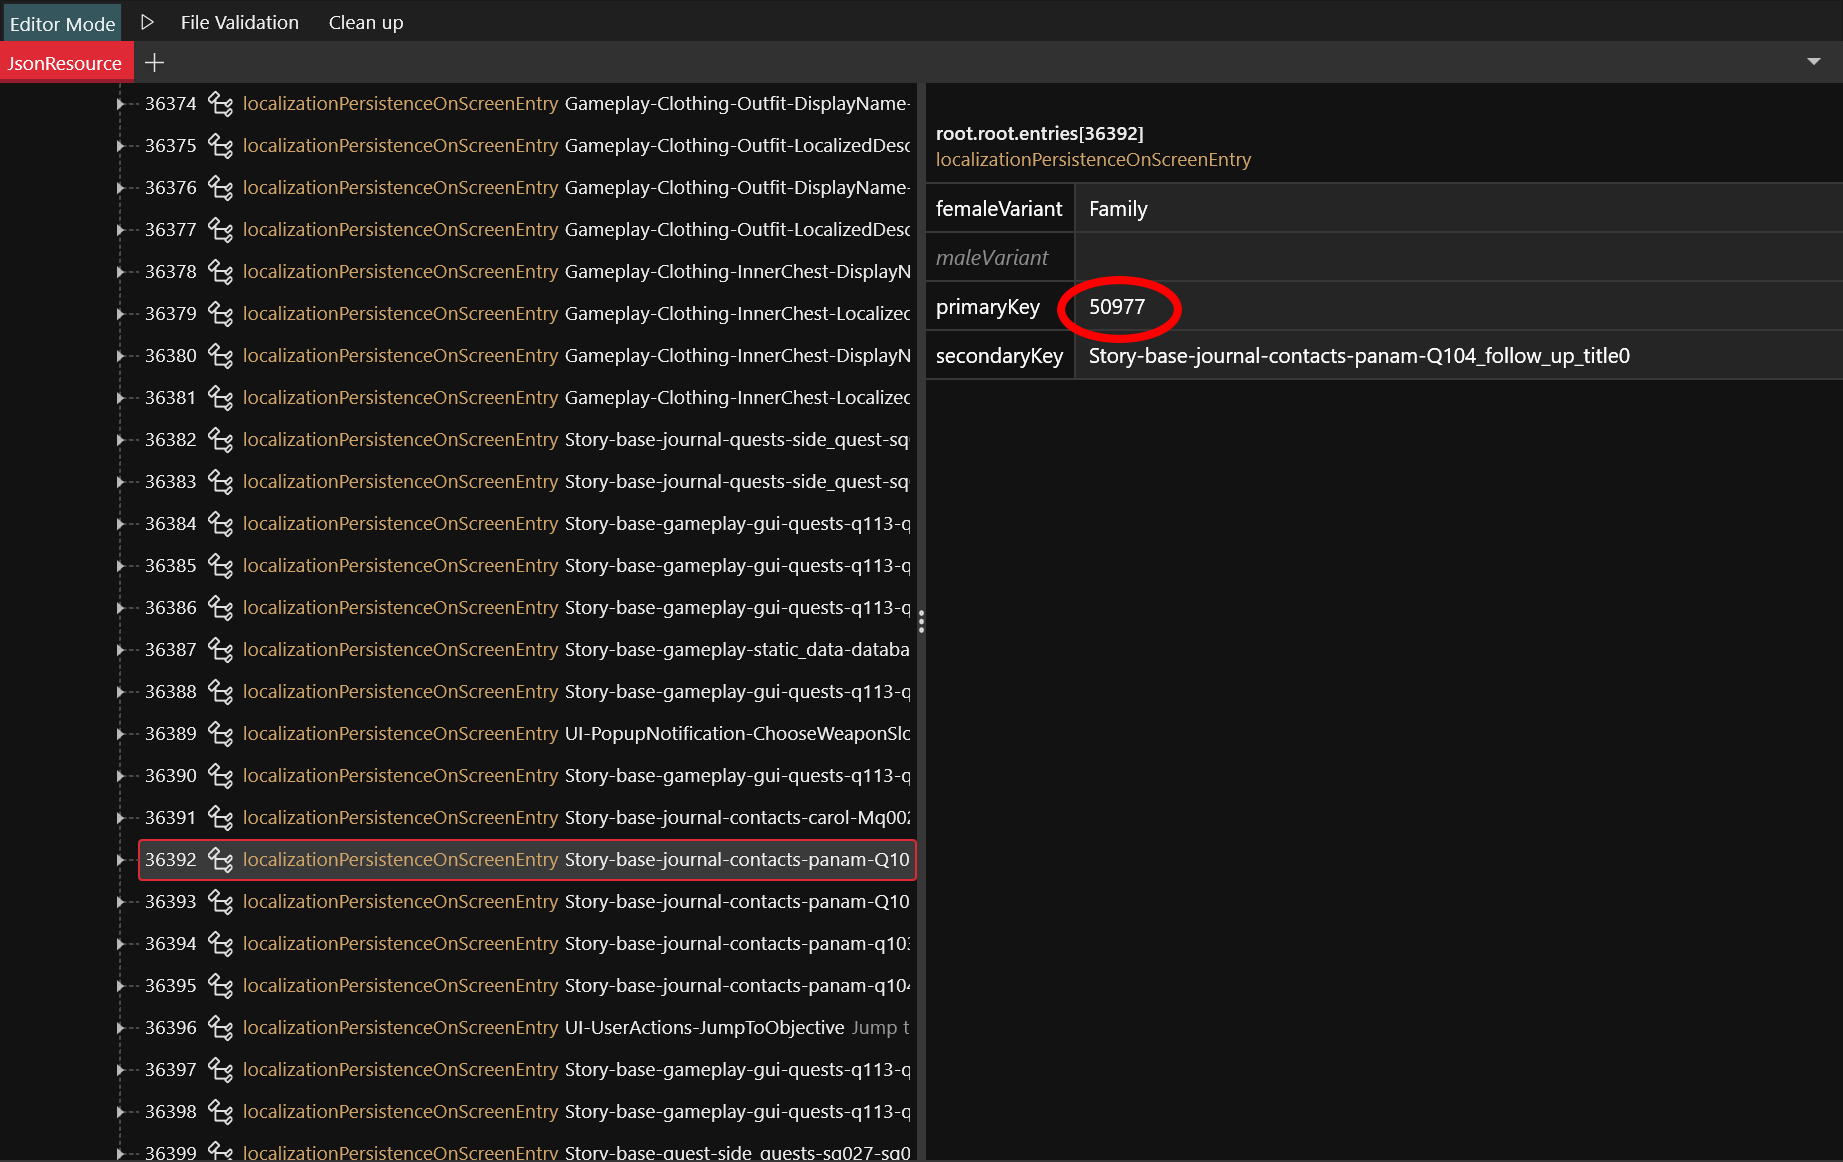 Editor Mode File Validation Clean up
JsonResource
36374 localizationPersistenceOnScreenEntry Gameplay-Clothing-Outfit-DisplayName-
36375 localizationPersistenceOnScreenEntry Gameplay-Clothing-Outfit-LocalizedDesc
36376 localizationPersistenceOnScreenEntry Gameplay-Clothing-Outfit-DisplayName-
36377 localizationPersistenceOnScreenEntry Gameplay-Clothing-Outfit-LocalizedDesc
36378 localizationPersistenceOnScreenEntry Gameplay-Clothing-InnerChest-DisplayN
36379 localizationPersistenceOnScreenEntry Gameplay-Clothing-InnerChest-Localized
36380 localizationPersistenceOnScreenEntry Gameplay-Clothing-InnerChest-DisplayN
36381 localizationPersistenceOnScreenEntry Gameplay-Clothing-InnerChest-Localized
36382 localizationPersistenceOnScreenEntry Story-base-journal-quests-side_quest-sq
36383 localizationPersistenceOnScreenEntry Story-base-journal-quests-side_quest-sq
36384 localizationPersistenceOnScreenEntry Story-base-gameplay-gui-quests-q113-q
36385 localizationPersistenceOnScreenEntry Story-base-gameplay-gui-quests-q113-q
36386 localizationPersistenceOnScreenEntry Story-base-gameplay-gui-quests-q113-q
36387 localizationPersistenceOnScreenEntry Story-base-gameplay-static_data-databa
36388 localizationPersistenceOnScreenEntry Story-base-gameplay-gui-quests-q113-q
36389 localizationPersistenceOnScreenEntry UI-PopupNotification-ChooseWeaponSlo
36390 localizationPersistenceOnScreenEntry Story-base-gameplay-gui-quests-q113-q
36391 localizationPersistenceOnScreenEntry Story-base-journal-contacts-carol-Mq002
36392 localizationPersistenceOnScreenEntry Story-base-journal-contacts-panam-Q10
36393 localizationPersistenceOnScreenEntry Story-base-journal-contacts-panam-Q10
36394 localizationPersistenceOnScreenEntry Story-base-journal-contacts-panam-q103
36395 localizationPersistenceOnScreenEntry Story-base-journal-contacts-panam-q104
36396 localizationPersistenceOnScreenEntry UI-UserActions-JumpToObjective Jump t
36397 localizationPersistenceOnScreenEntry Story-base-gameplay-gui-quests-q113-q
36398 localizationPersistenceOnScreenEntry Story-base-gameplay-gui-quests-q113-q
36399 localizationPersistenceOnScreenEntry Story-base-quest-side_quests-sq027-sq0
root.root.entries[36392]
localizationPersistenceOnScreenEntry
femaleVariant Family
maleVariant
primaryKey 50977
secondaryKey Story-base-journal-contacts-panam-Q104_follow_up_title0